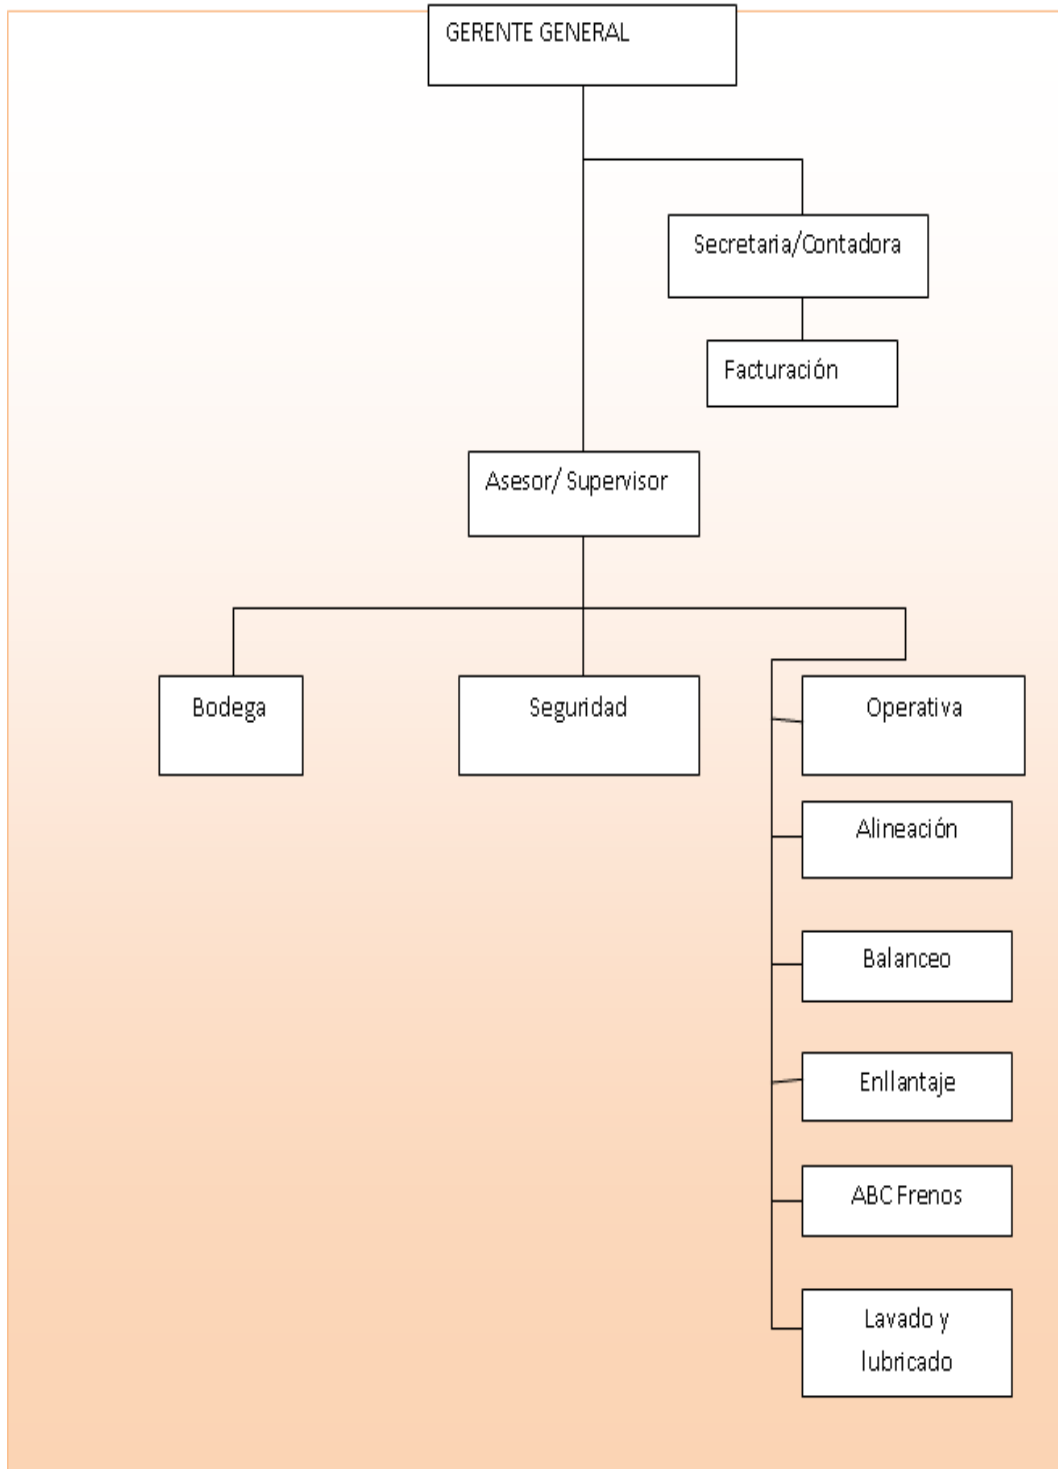 GERENTE GENERAL
Secretaria/Contadora
Facturación
Asesor/ Supervisor
Bodega
Seguridad
Operativa
Alineación
Balanceo
Enllantaje
ABC Frenos
Lavado y
lubricado